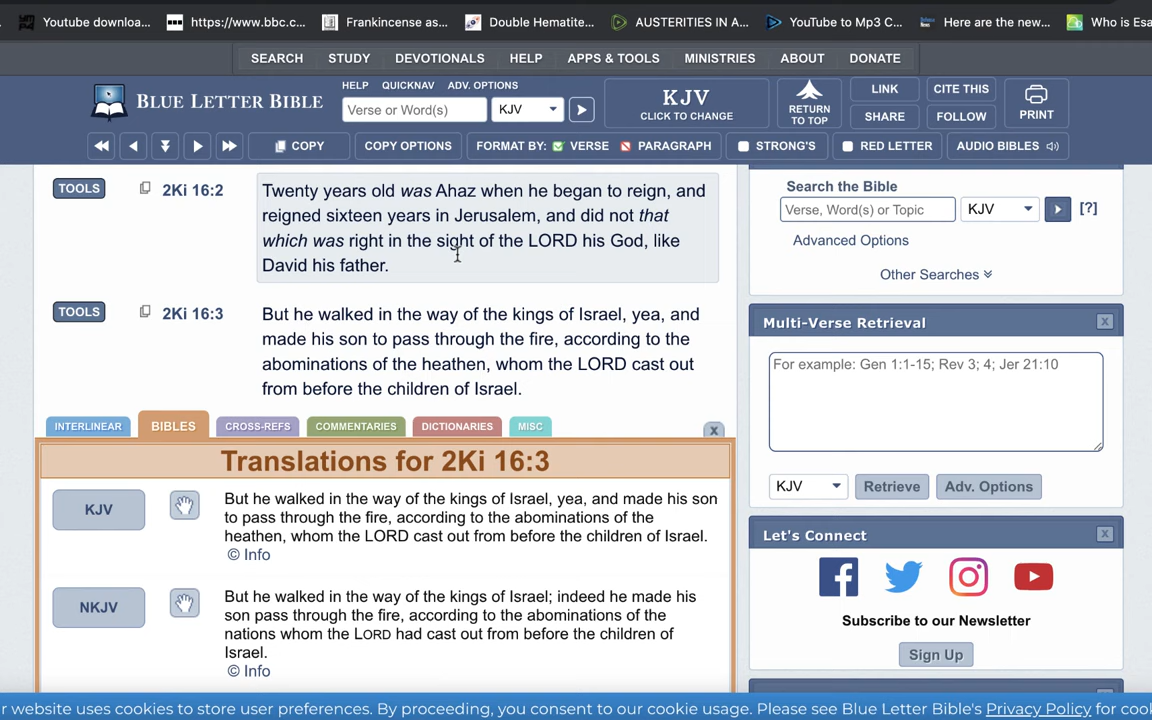 Youtube downloa...
https://www.bbc.c...
Frankincense as...
Double Hematite...
AUSTERITIES IN A...
YouTube to Mp3 C...
Here are the new...
Who is Esa
SEARCH STUDY DEVOTIONALS HELP APPS & TOOLS MINISTRIES ABOUT DONATE
BLUE LETTER BIBLE
HELP QUICKNAV ADV. OPTIONS
Verse or Word(s) KJV
KJV
CLICK TO CHANGE
RETURN
TO TOP
LINK
CITE THIS
SHARE
FOLLOW
PRINT
COPY COPY OPTIONS FORMAT BY: VERSE PARAGRAPH STRONG'S RED LETTER AUDIO BIBLES
TOOLS 2Ki 16:2
Twenty years old was Ahaz when he began to reign, and
reigned sixteen years in Jerusalem, and did not that
which was right in the sight of the LORD his God, like
David his father.
TOOLS 2Ki 16:3
But he walked in the way of the kings of Israel, yea, and
made his son to pass through the fire, according to the
abominations of the heathen, whom the LORD cast out
from before the children of Israel.
INTERLINEAR BIBLES CROSS-REFS COMMENTARIES DICTIONARIES MISC X
Translations for 2Ki 16:3
KJV
But he walked in the way of the kings of Israel, yea, and made his son
to pass through the fire, according to the abominations of the
heathen, whom the LORD cast out from before the children of Israel.
© Info
NKJV
But he walked in the way of the kings of Israel; indeed he made his
son pass through the fire, according to the abominations of the
nations whom the LORD had cast out from before the children of
Israel.
© Info
Search the Bible
Verse, Word(s) or Topic KJV [?]
Advanced Options
Other Searches
Multi-Verse Retrieval X
For example: Gen 1:1-15; Rev 3; 4; Jer 21:10
KJV Retrieve Adv. Options
Let's Connect X
Subscribe to our Newsletter
Sign Up
r website uses cookies to store user preferences. By proceeding, you consent to our cookie usage. Please see Blue Letter Bible's Privacy Policy for cook